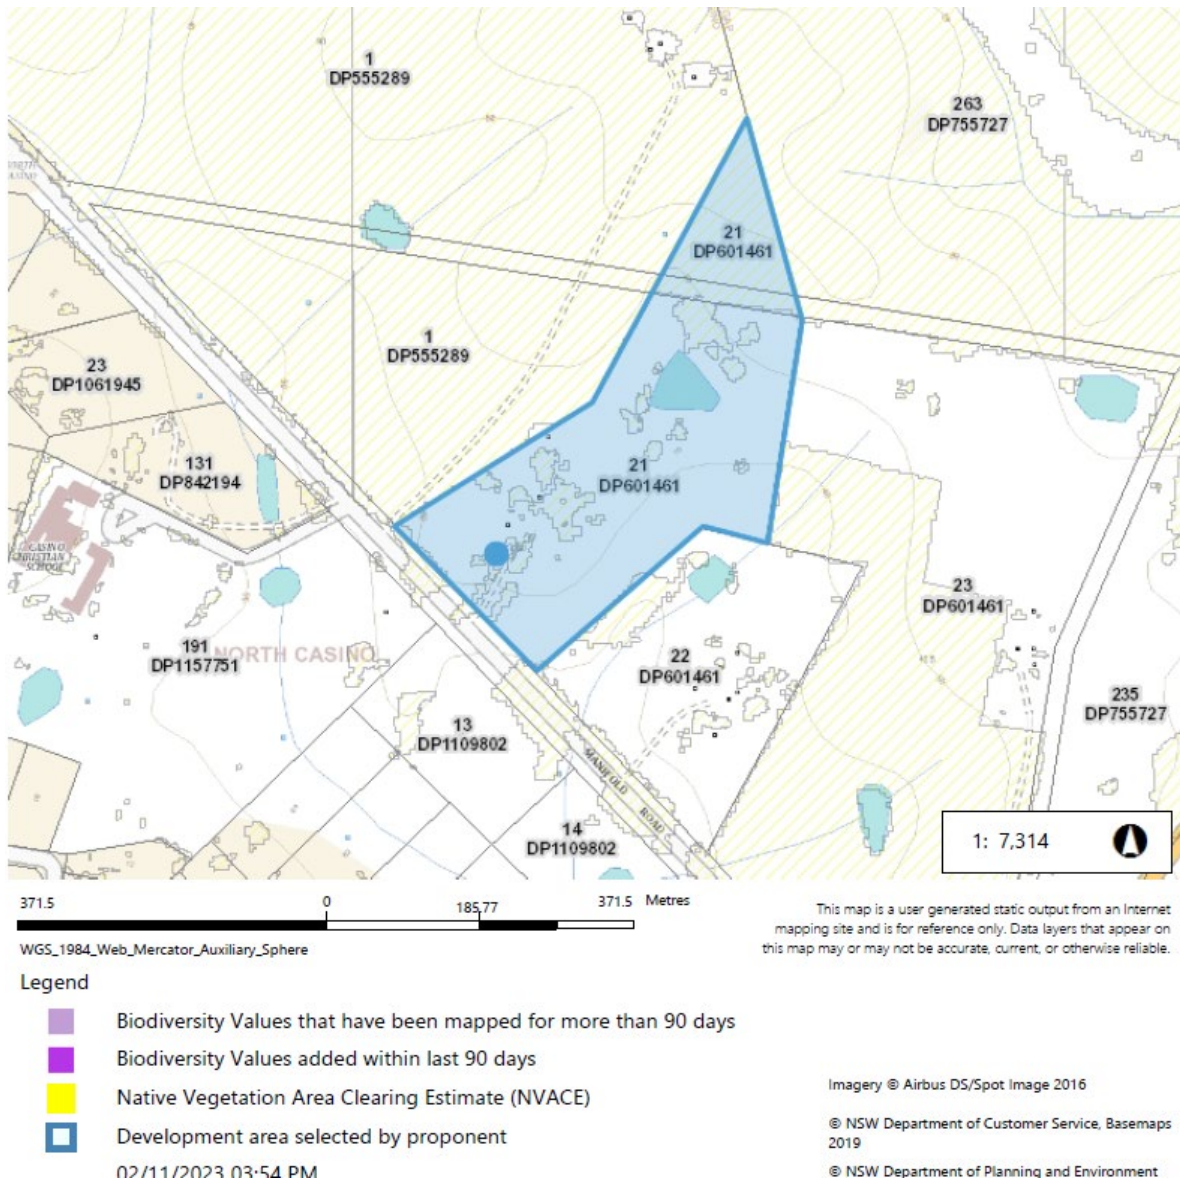 1
DP555289
263
DP755727
21
DP601461
1
DP555289
23
DP1061945
131
DP842194
21
DP601461
CASINO
CHRISTIAN
SCHOOL
23
DP601461
191
DP1157751
NORTH CASINO
22
DP601461
235
DP755727
13
DP1109802
MANIFOLD
ROAD
14
DP1109802
1: 7,314
371.5
0
185.77
371.5
Metres
WGS_1984_Web_Mercator_Auxiliary_Sphere
This map is a user generated static output from an Internet
mapping site and is for reference only. Data layers that appear on
this map may or may not be accurate, current, or otherwise reliable.
Legend
Biodiversity Values that have been mapped for more than 90 days
Biodiversity Values added within last 90 days
Native Vegetation Area Clearing Estimate (NVACE)
Development area selected by proponent
02/11/2023 03:54 PM
Imagery © Airbus DS/Spot Image 2016
© NSW Department of Customer Service, Basemaps
2019
© NSW Department of Planning and Environment